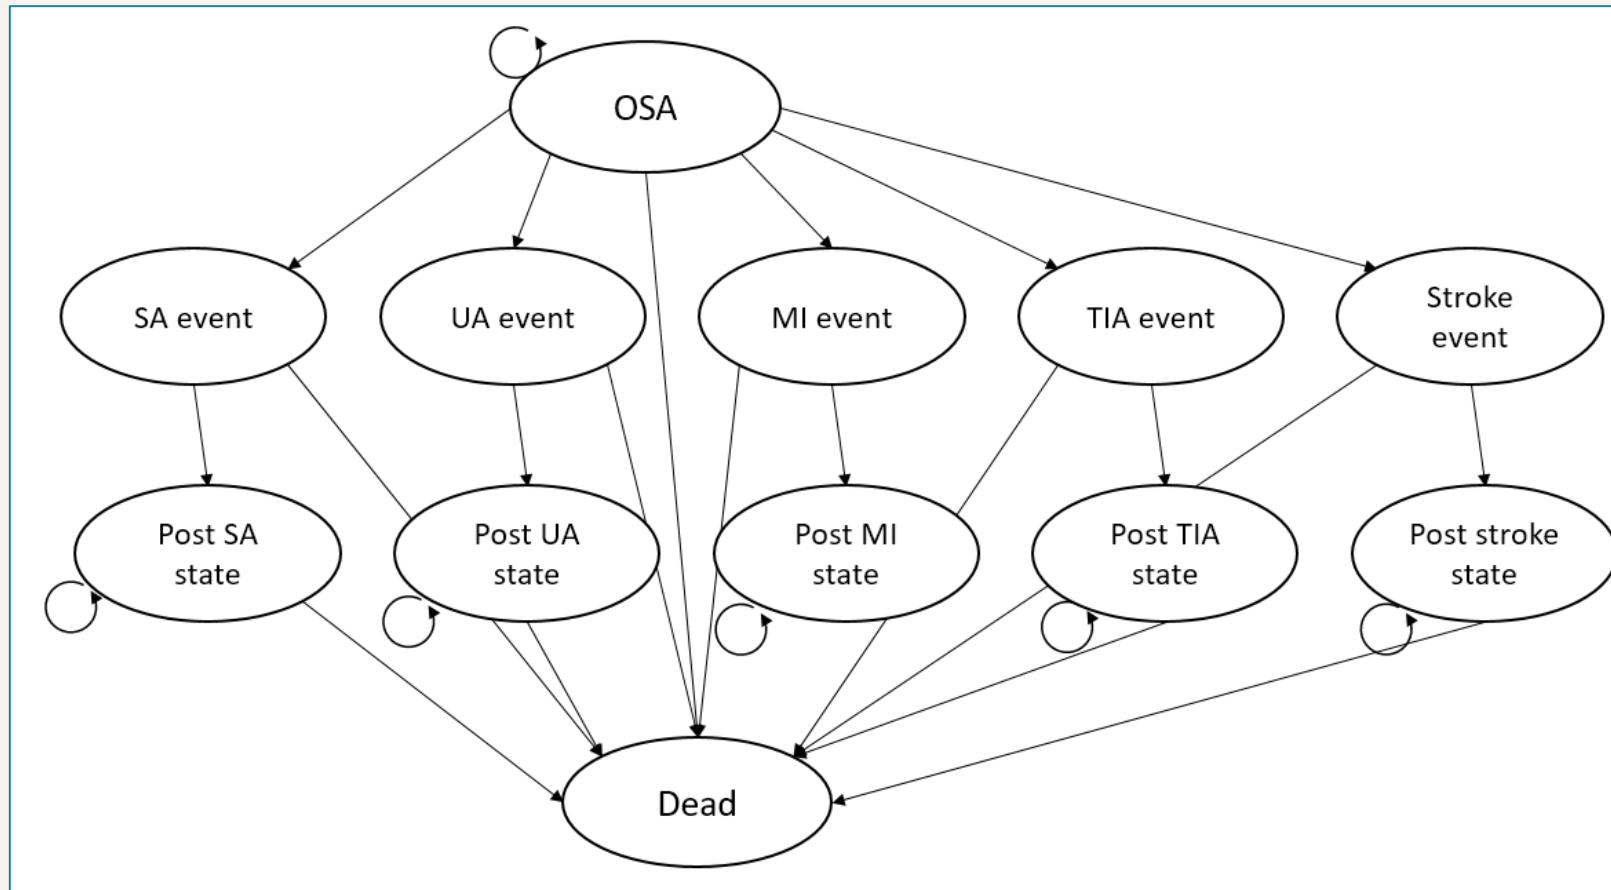 OSA
SA event
UA event
MI event
TIA event
Stroke
event
Post SA
state
Post UA
state
Post MI
state
Post TIA
state
Post stroke
state
Dead